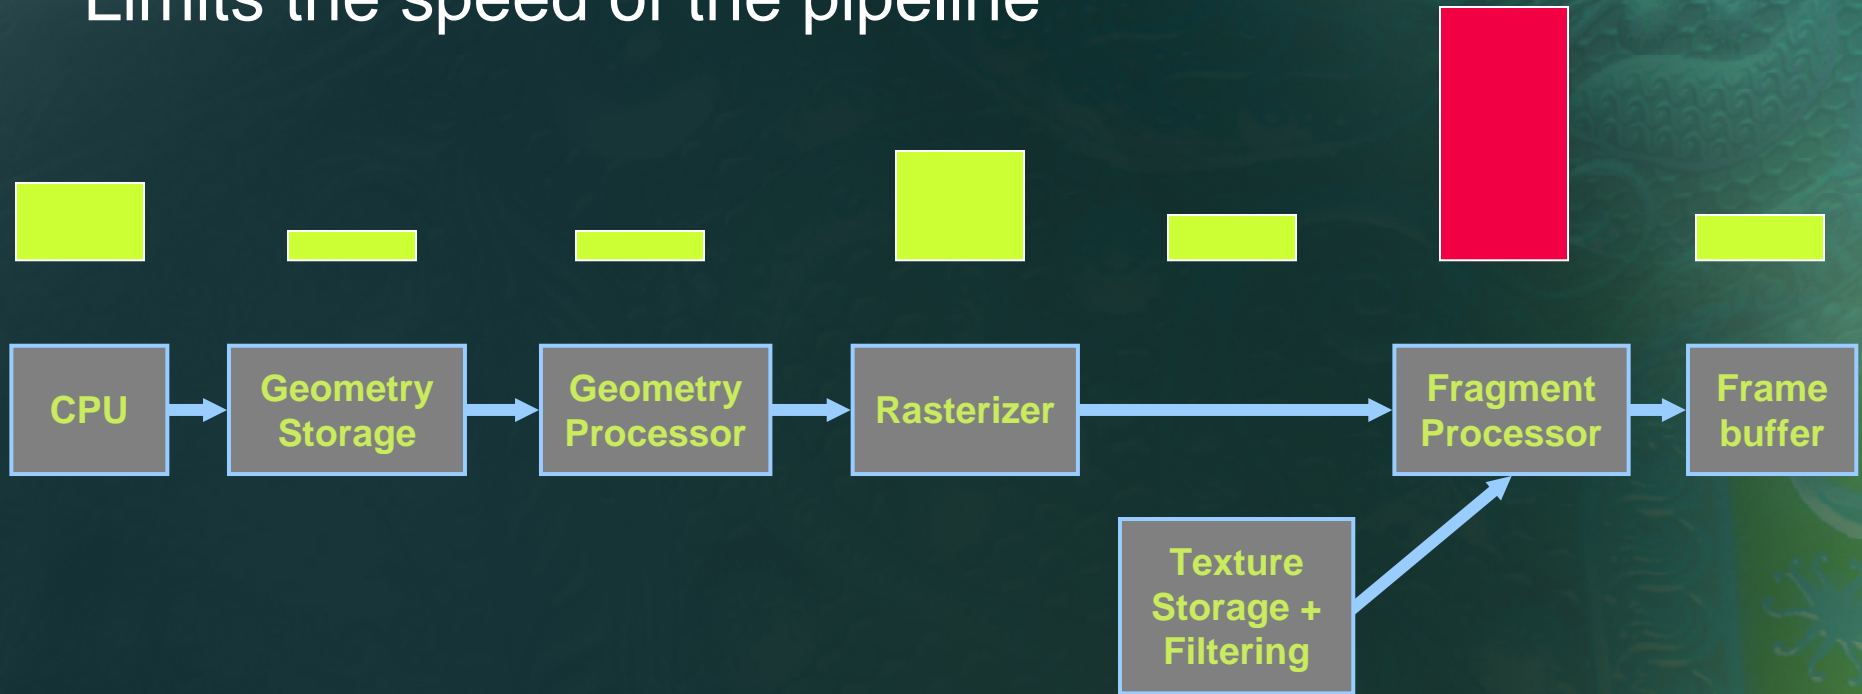 Limits the speed of the pipeline
CPU
Geometry
Storage
Geometry
Processor
Rasterizer
Fragment
Processor
Frame
buffer
Texture
Storage +
Filtering